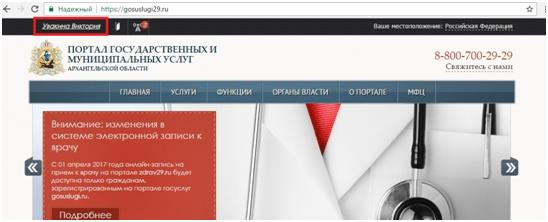 Надежный | https://gosuslugi29.ru
Увакина Виктория
2
Ваше местоположение: Российская Федерация
ПОРТАЛ ГОСУДАРСТВЕННЫХ И
МУНИЦИПАЛЬНЫХ УСЛУГ
АРХАНГЕЛЬСКОЙ ОБЛАСТИ
8-800-700-29-29
Свяжитесь с нами
ГЛАВНАЯ УСЛУГИ ФУНКЦИИ ОРГАНЫ ВЛАСТИ О ПОРТАЛЕ МФЦ
Внимание: изменения в
системе электронной записи к
врачу
С 01 апреля 2017 года онлайн-запись на
прием к врачу на портале zdrav29.ru будет
доступна только гражданам,
зарегистрированным на портале госуслуг
gosuslugi.ru.
Подробнее